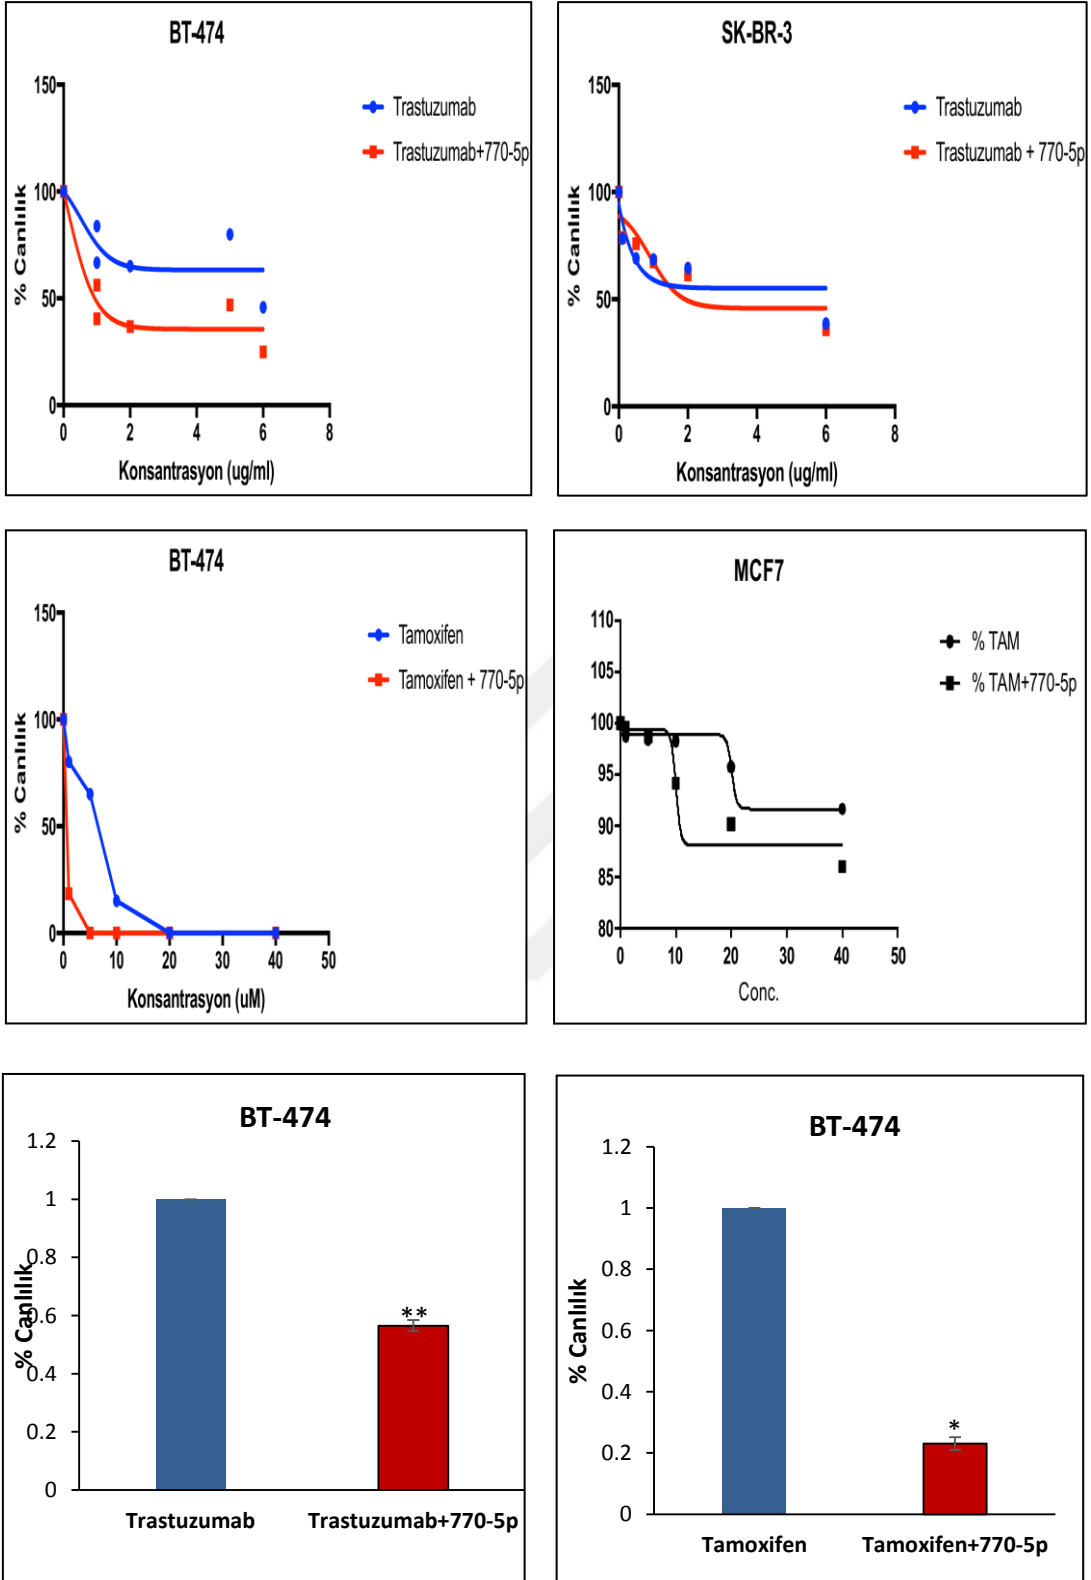 BT-474
150
100
50
0
0 2 4 6 8
% Canlılık
Konsantrasyon (ug/ml)
Trastuzumab
Trastuzumab+770-5p
SK-BR-3
150
100
50
0
0 2 4 6 8
% Canlılık
Konsantrasyon (ug/ml)
Trastuzumab
Trastuzumab + 770-5p
BT-474
150
100
50
0
0 10 20 30 40 50
% Canlılık
Konsantrasyon (uM)
Tamoxifen
Tamoxifen + 770-5p
MCF7
110
105
100
95
90
85
80
0 10 20 30 40 50
Conc.
% TAM
% TAM+770-5p
BT-474
1.2
1
0.8
0.6
0.4
0.2
0
% Canlılık
**
Trastuzumab Trastuzumab+770-5p
BT-474
1.2
1
0.8
0.6
0.4
0.2
0
% Canlılık
*
Tamoxifen Tamoxifen+770-5p